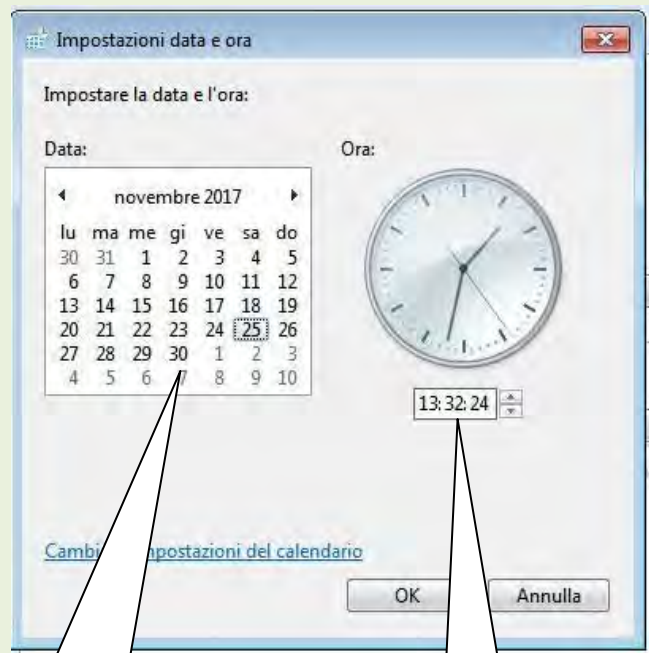 Impostazioni data e ora
Impostare la data e l'ora:
Data:
Ora:
novembre 2017
lu ma me gi ve sa do
30 31 1 2 3 4 5
6 7 8 9 10 11 12
13 14 15 16 17 18 19
20 21 22 23 24 25 26
27 28 29 30 1 2 3
4 5 6 7 8 9 10
13:32:24
del calendario
OK
Annulla